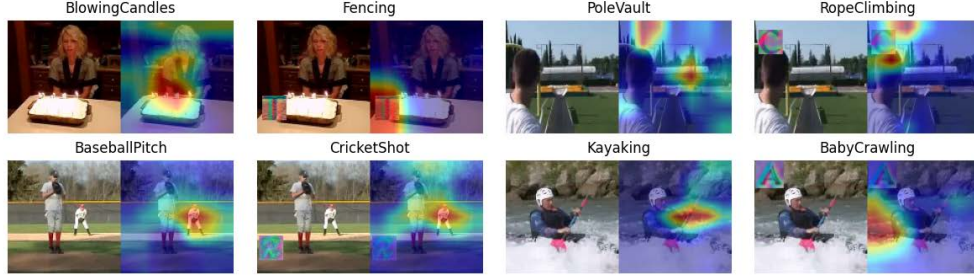 BlowingCandles Fencing PoleVault RopeClimbing
BaseballPitch CricketShot Kayaking BabyCrawling